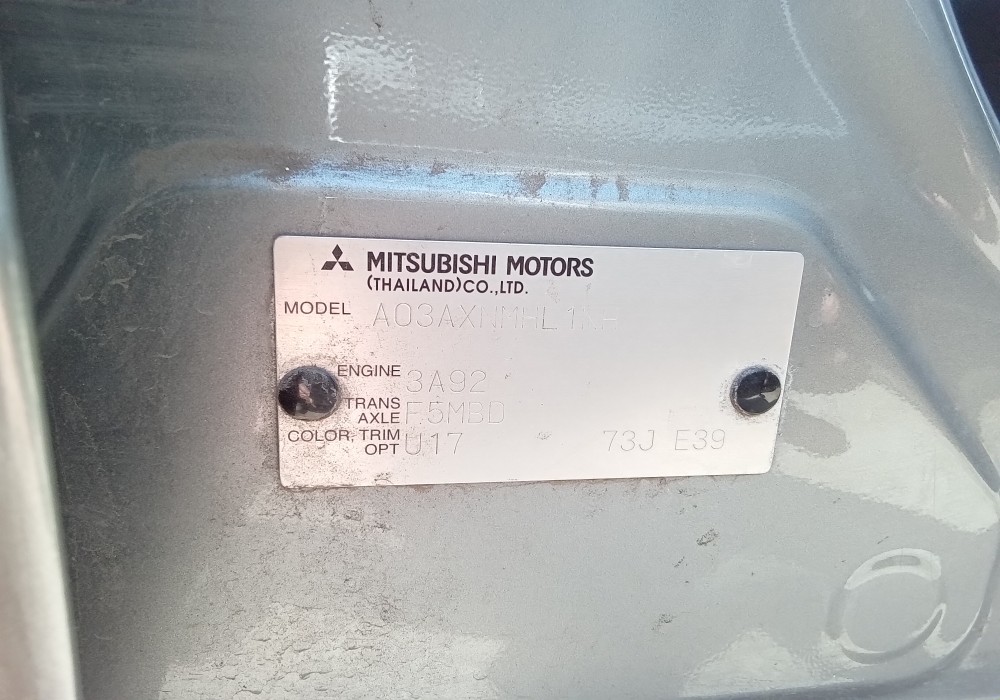 MITSUBISHI MOTORS
(THAILAND)CO.,LTD.
MODEL
ENGINE 3A92
TRANS AXLE F5MBD
COLOR, TRIM OPT U17 73J E39